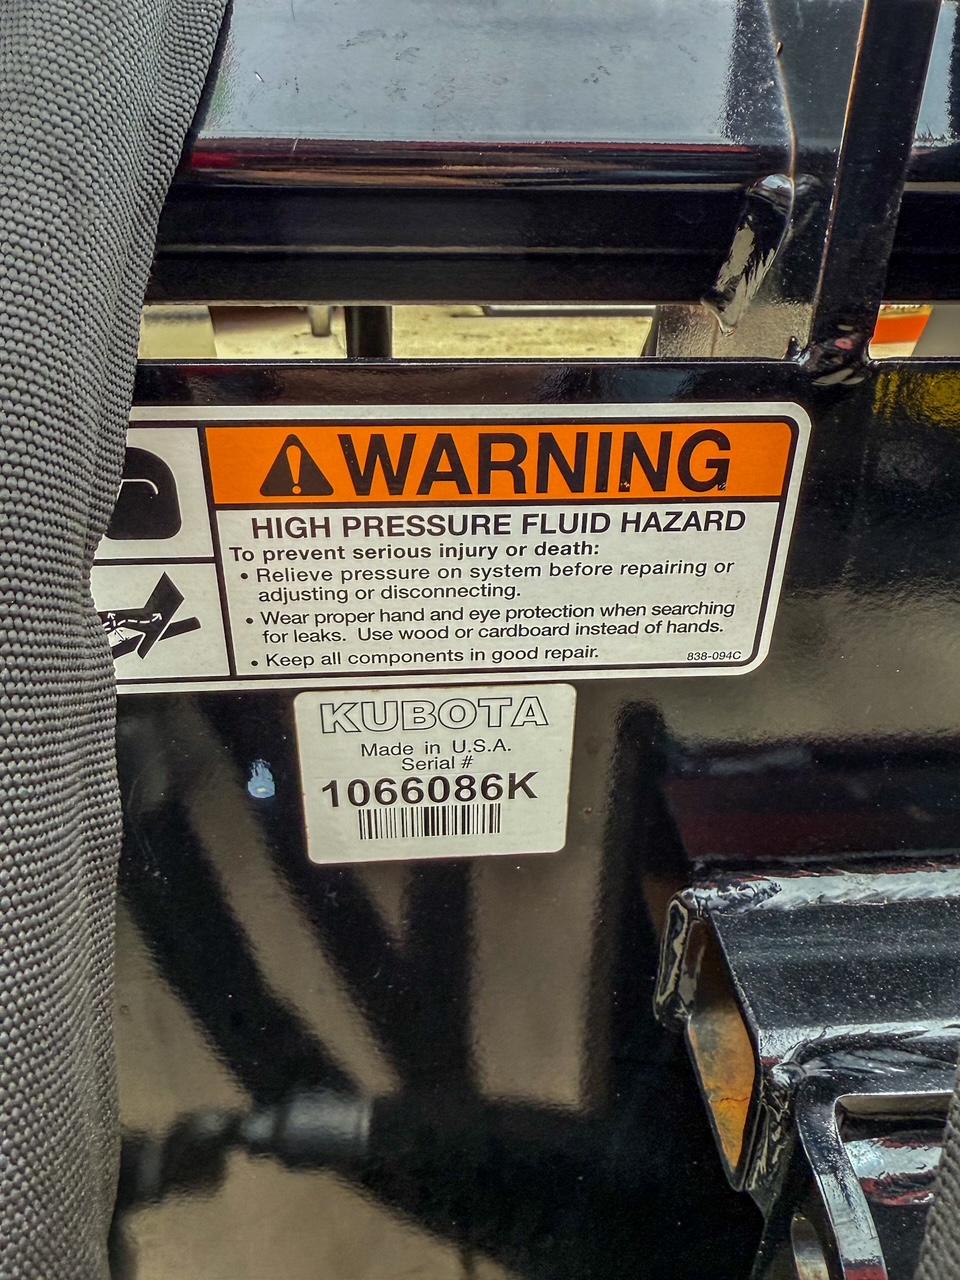 WARNING
HIGH PRESSURE FLUID HAZARD
To prevent serious injury or death:
• Relieve pressure on system before repairing or
adjusting or disconnecting.
• Wear proper hand and eye protection when searching
for leaks. Use wood or cardboard instead of hands.
• Keep all components in good repair.
838-094C
KUBOTA
Made in U.S.A.
Serial #
1066086K